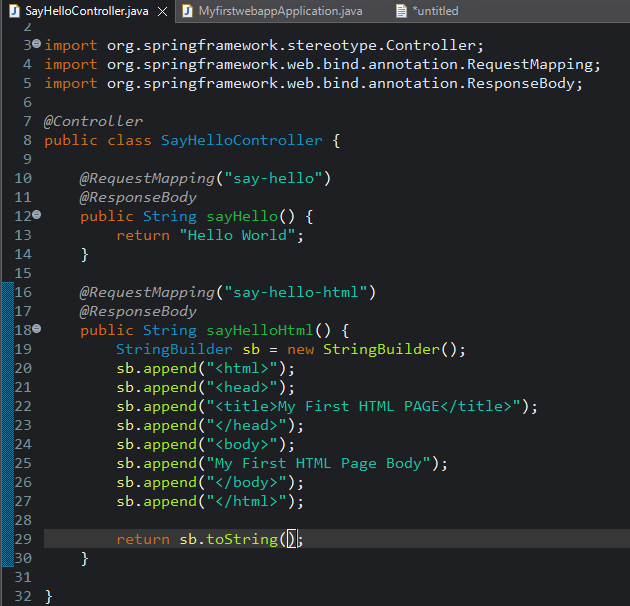 SayHelloController.java MyfirstwebappApplication.java *untitled
2
3 import org.springframework.stereotype.Controller;
4 import org.springframework.web.bind.annotation.RequestMapping;
5 import org.springframework.web.bind.annotation.ResponseBody;
6
7 @Controller
8 public class SayHelloController {
9
10     @RequestMapping("say-hello")
11     @ResponseBody
12     public String sayHello() {
13         return "Hello World";
14     }
15
16     @RequestMapping("say-hello-html")
17     @ResponseBody
18     public String sayHelloHtml() {
19         StringBuilder sb = new StringBuilder();
20         sb.append("<html>");
21         sb.append("<head>");
22         sb.append("<title>My First HTML PAGE</title>");
23         sb.append("</head>");
24         sb.append("<body>");
25         sb.append("My First HTML Page Body");
26         sb.append("</body>");
27         sb.append("</html>");
28
29         return sb.toString();
30     }
31
32 }